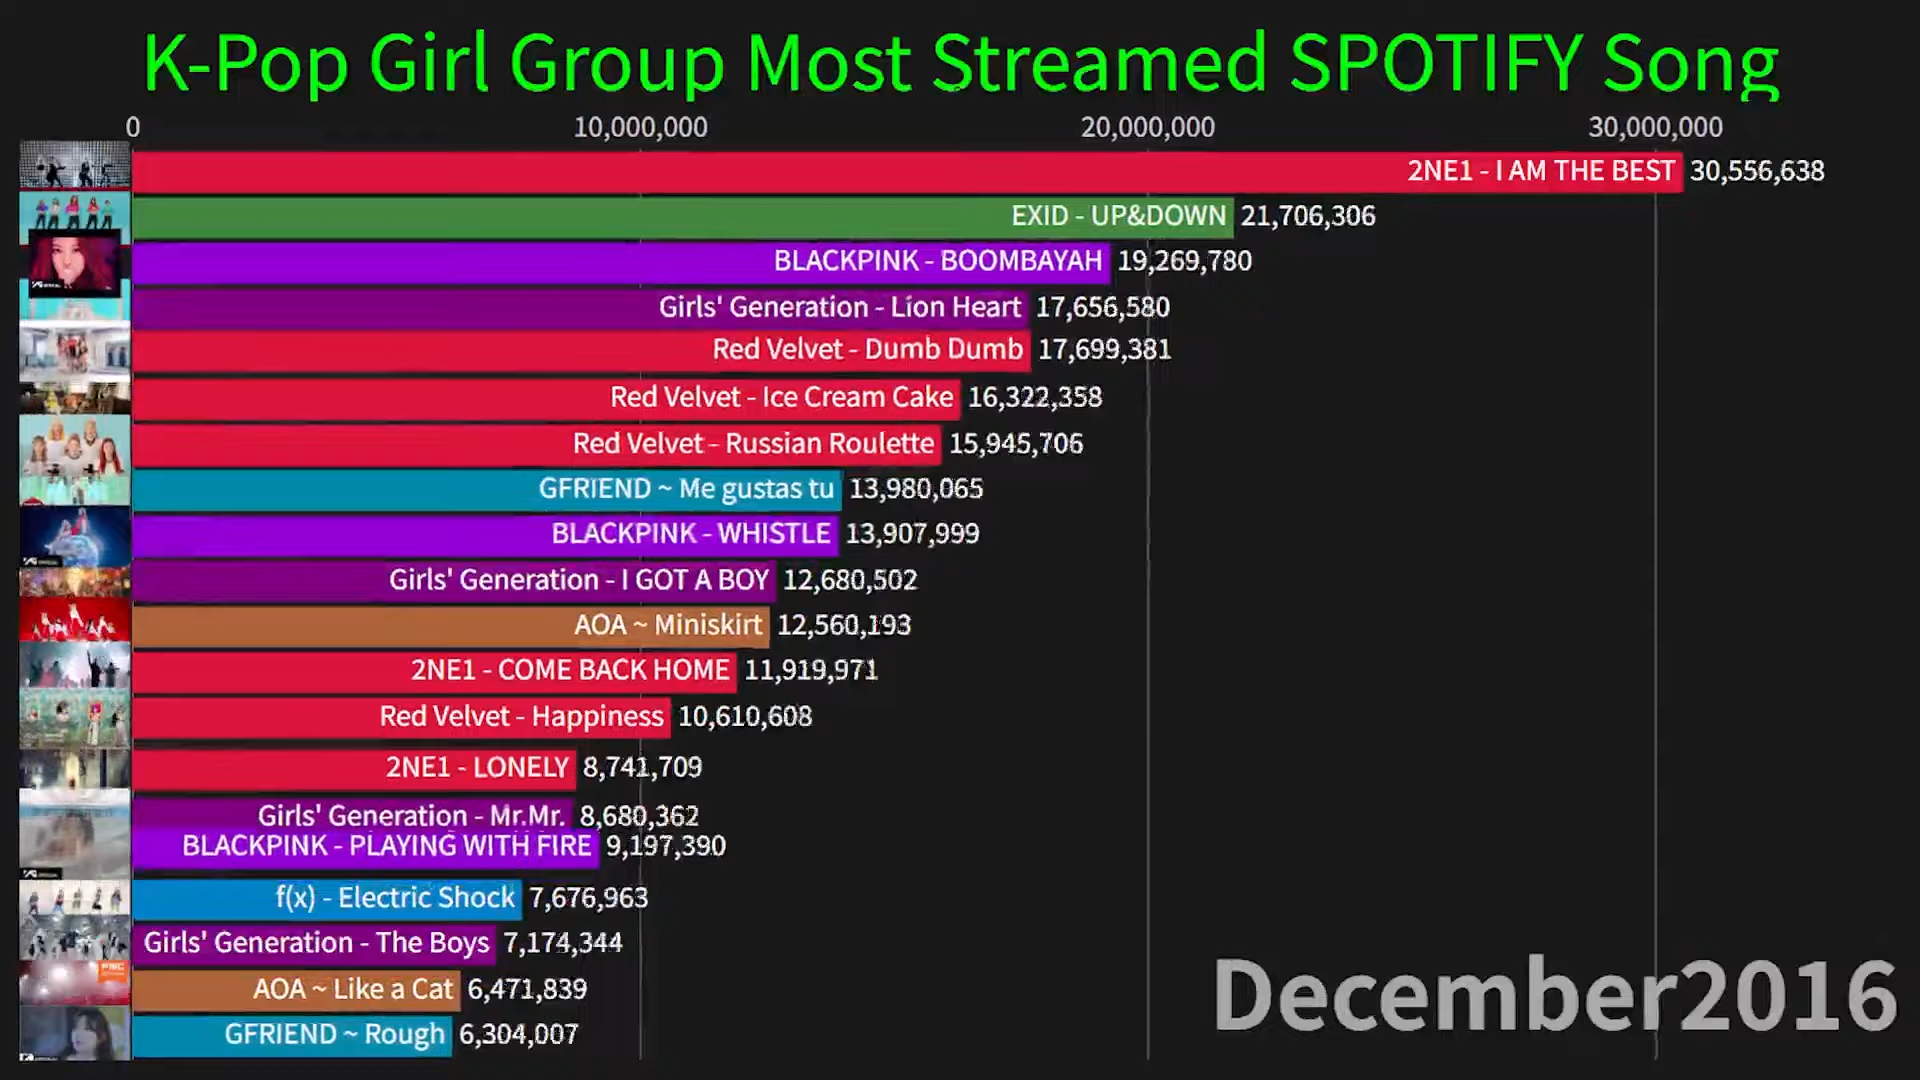 K-Pop Girl Group Most Streamed SPOTIFY Song
0 10,000,000 20,000,000 30,000,000
2NE1 - I AM THE BEST 30,556,638
EXID - UP&DOWN 21,706,306
BLACKPINK - BOOMBAYAH 19,269,780
Girls' Generation - Lion Heart 17,656,580
Red Velvet - Dumb Dumb 17,699,381
Red Velvet - Ice Cream Cake 16,322,358
Red Velvet - Russian Roulette 15,945,706
GFRIEND ~ Me gustas tu 13,980,065
BLACKPINK - WHISTLE 13,907,999
Girls' Generation - I GOT A BOY 12,680,502
AOA ~ Miniskirt 12,560,193
2NE1 - COME BACK HOME 11,919,971
Red Velvet - Happiness 10,610,608
2NE1 - LONELY 8,741,709
Girls' Generation - Mr.Mr. 8,680,362
BLACKPINK - PLAYING WITH FIRE 9,197,390
f(x) - Electric Shock 7,676,963
Girls' Generation - The Boys 7,174,344
AOA ~ Like a Cat 6,471,839
GFRIEND ~ Rough 6,304,007
December2016